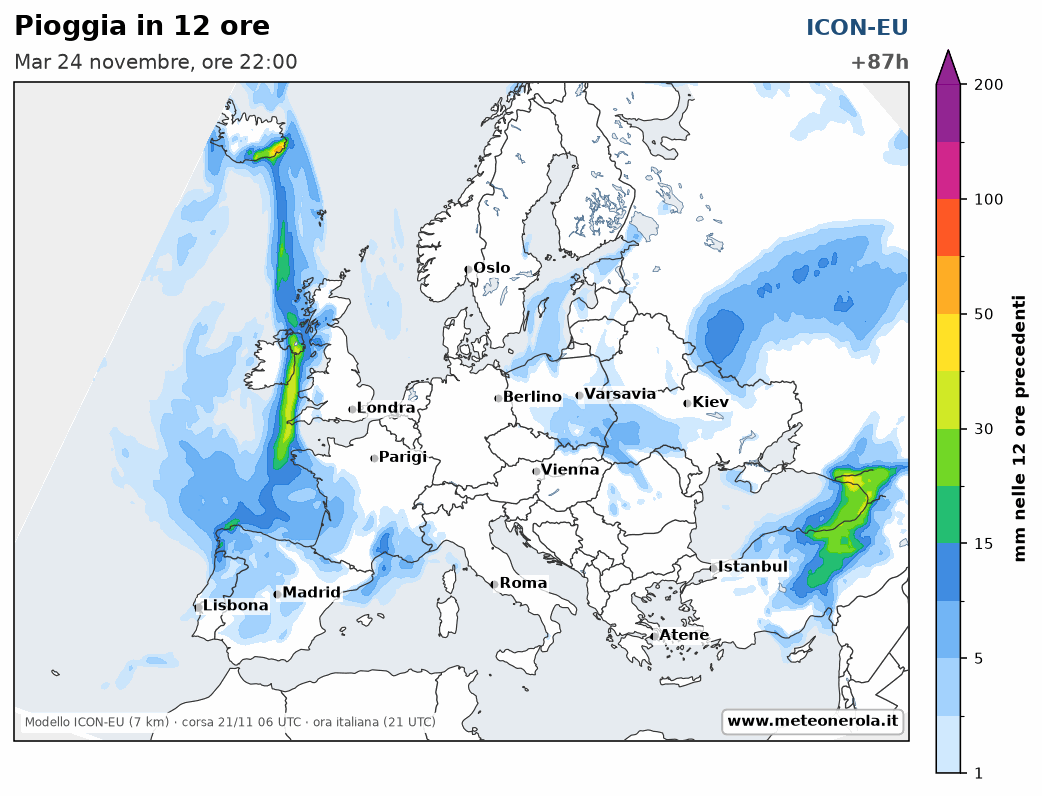 Pioggia in 12 ore
ICON-EU
Mar 24 novembre, ore 22:00
+87h
200
100
50
30
15
5
1
mm nelle 12 ore precedenti
Oslo
Berlino
Varsavia
Kiev
Londra
Parigi
Vienna
Istanbul
Roma
Madrid
Lisbona
Atene
Modello ICON-EU (7 km) · corsa 21/11 06 UTC · ora italiana (21 UTC)
www.meteonerola.it